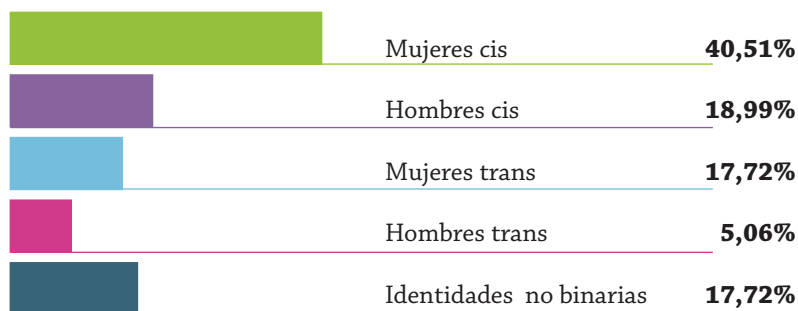 Mujeres cis 40,51%
Hombres cis 18,99%
Mujeres trans 17,72%
Hombres trans 5,06%
Identidades no binarias 17,72%